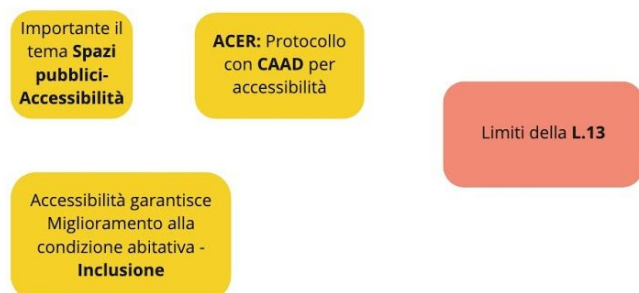 Importante il
tema Spazi
pubblici-
Accessibilità
ACER: Protocollo
con CAAD per
accessibilità
Limiti della L.13
Accessibilità garantisce
Miglioramento alla
condizione abitativa -
Inclusione